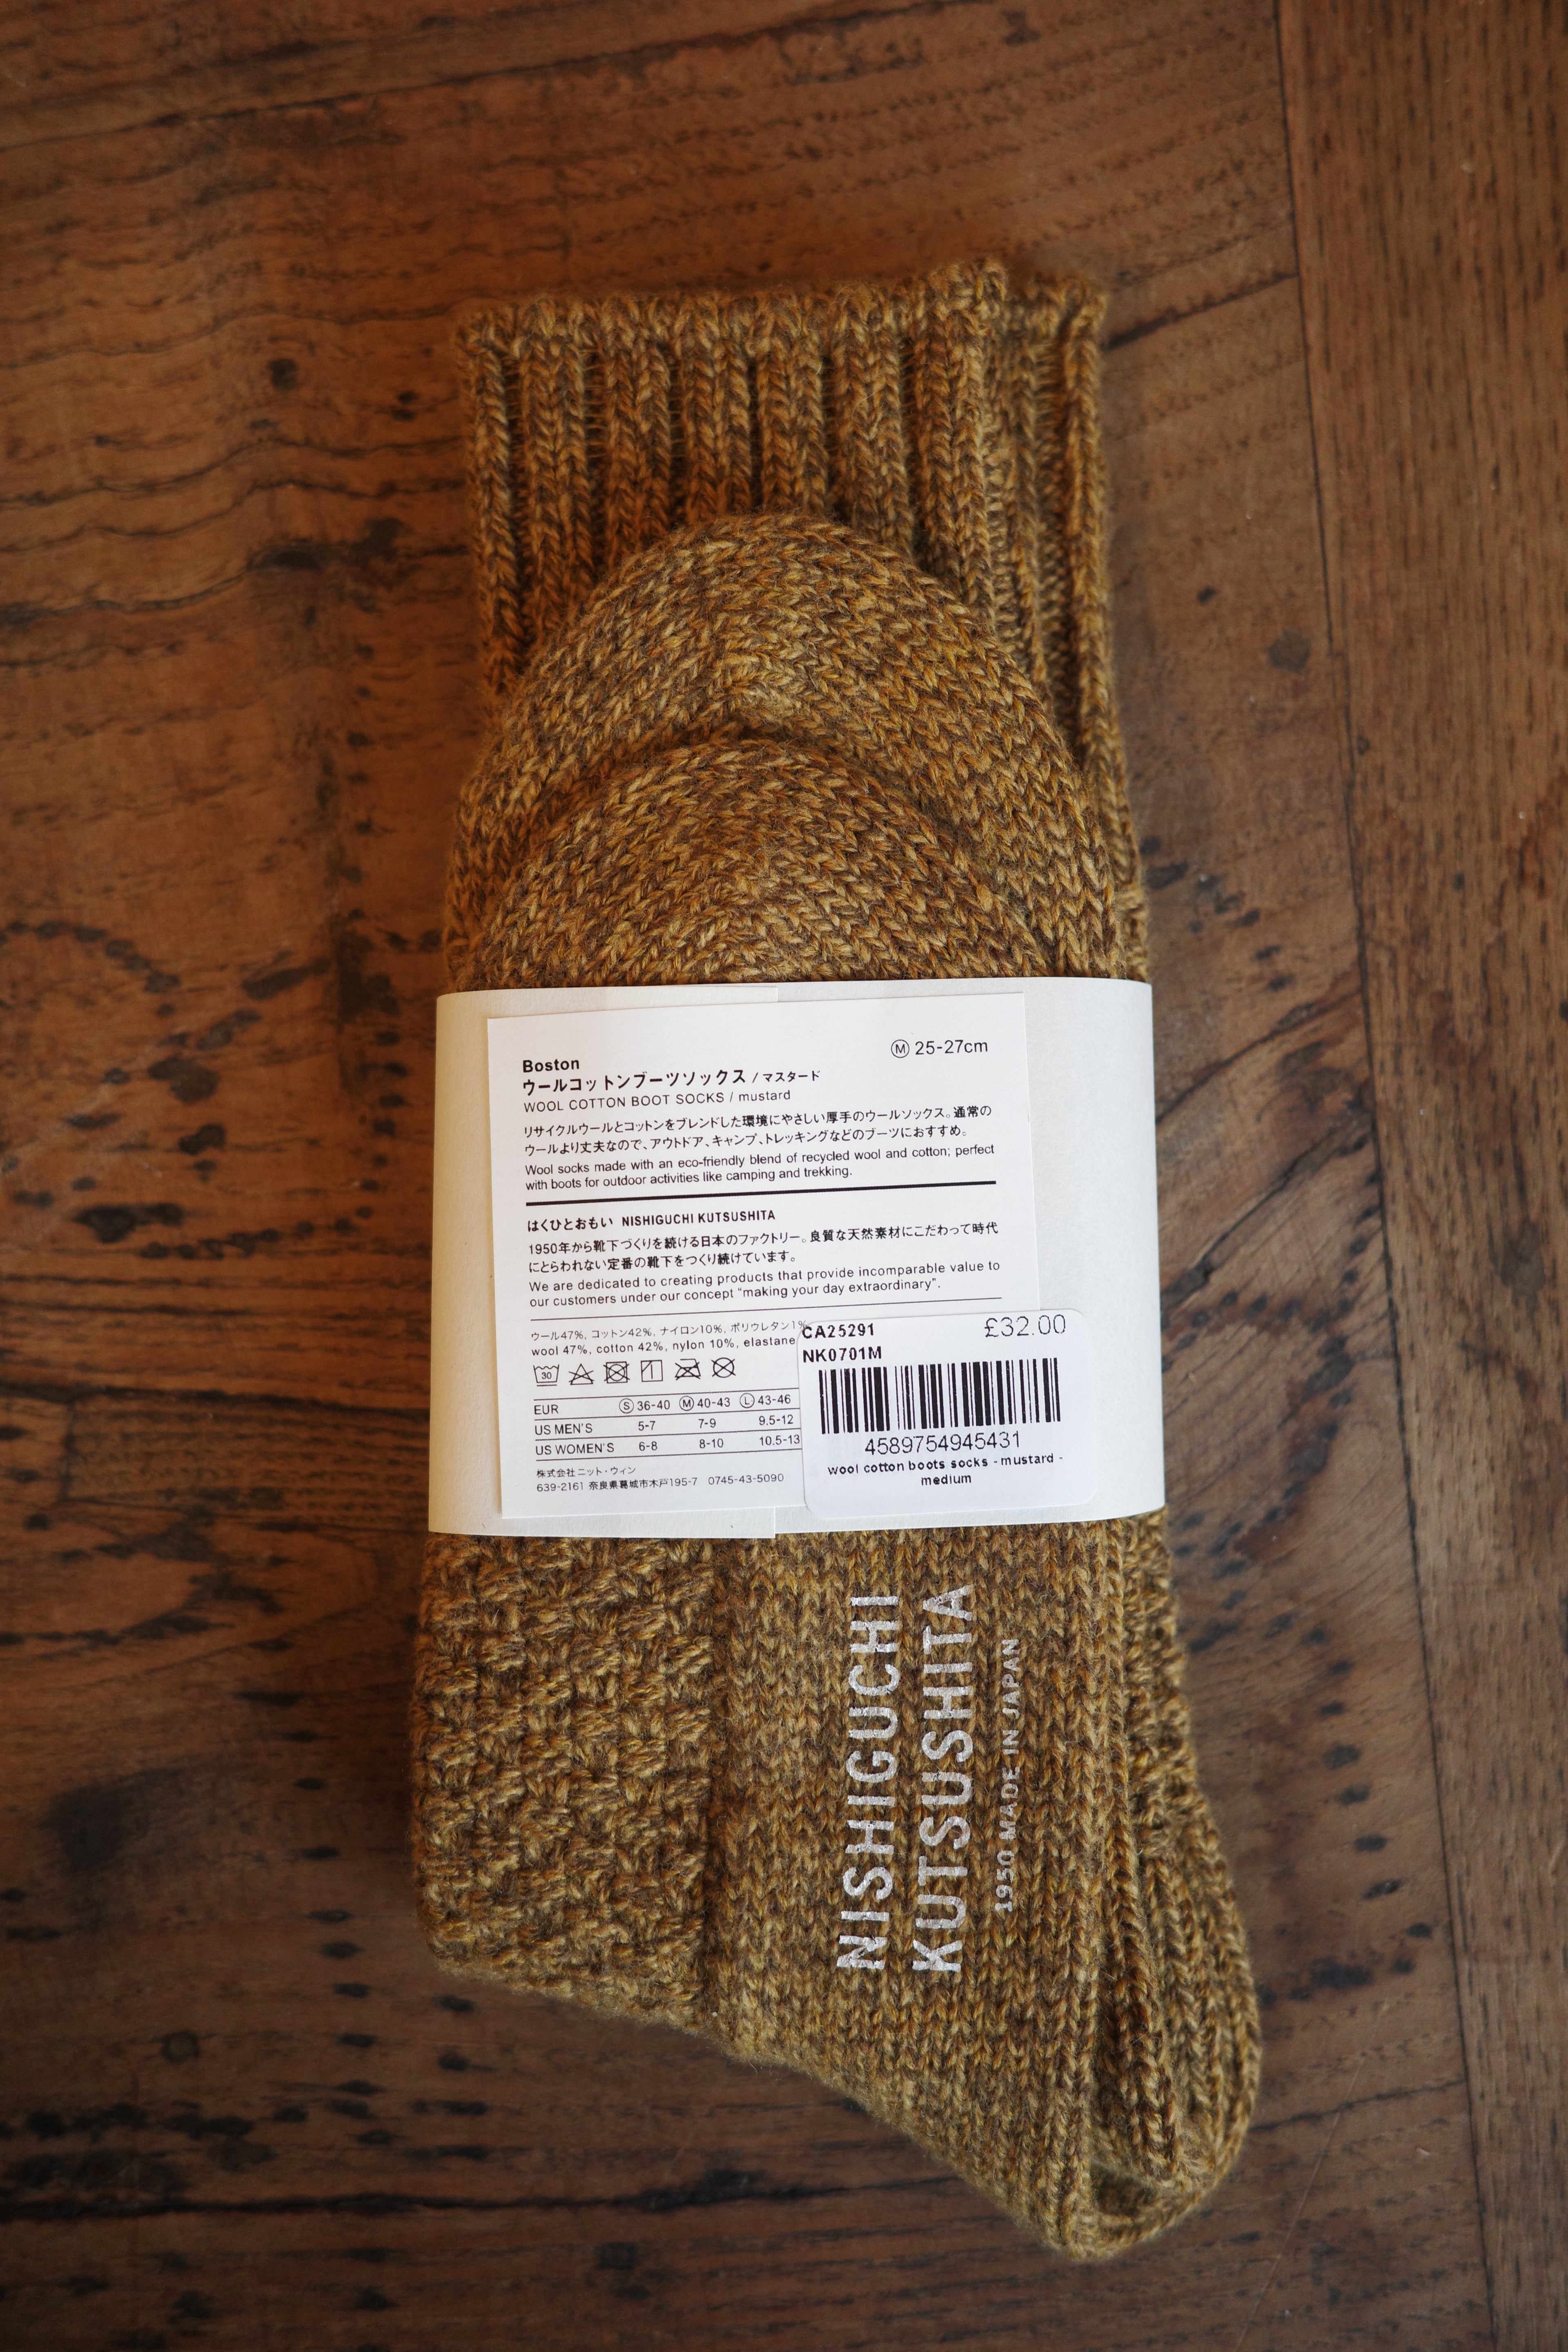 Boston
Ⓜ 25-27cm
ウールコットンブーツソックス / マスタード
WOOL COTTON BOOT SOCKS / mustard
リサイクルウールとコットンをブレンドした環境にやさしい厚手のウールソックス。通常の
ウールより丈夫なので、アウトドア、キャンプ、トレッキングなどのブーツにおすすめ。
Wool socks made with an eco-friendly blend of recycled wool and cotton; perfect
with boots for outdoor activities like camping and trekking.
はくひとおもい NISHIGUCHI KUTSUSHITA
1950年から靴下づくりを続ける日本のファクトリー。良質な天然素材にこだわって時代
にとらわれない定番の靴下をつくり続けています。
We are dedicated to creating products that provide incomparable value to
our customers under our concept “making your day extraordinary”.
ウール47%, コットン42%, ナイロン10%, ポリウレタン1%
wool 47%, cotton 42%, nylon 10%, elastane
30
EUR Ⓢ 36-40 Ⓜ 40-43 Ⓛ 43-46
US MEN'S 5-7 7-9 9.5-12
US WOMEN'S 6-8 8-10 10.5-13
株式会社ニット・ウィン
639-2161 奈良県葛城市木戸195-7 0745-43-5090
CA25291 £32.00
NK0701M
4589754945431
wool cotton boots socks - mustard -
medium
NISHIGUCHI
KUTSUSHITA
1950 MADE IN JAPAN